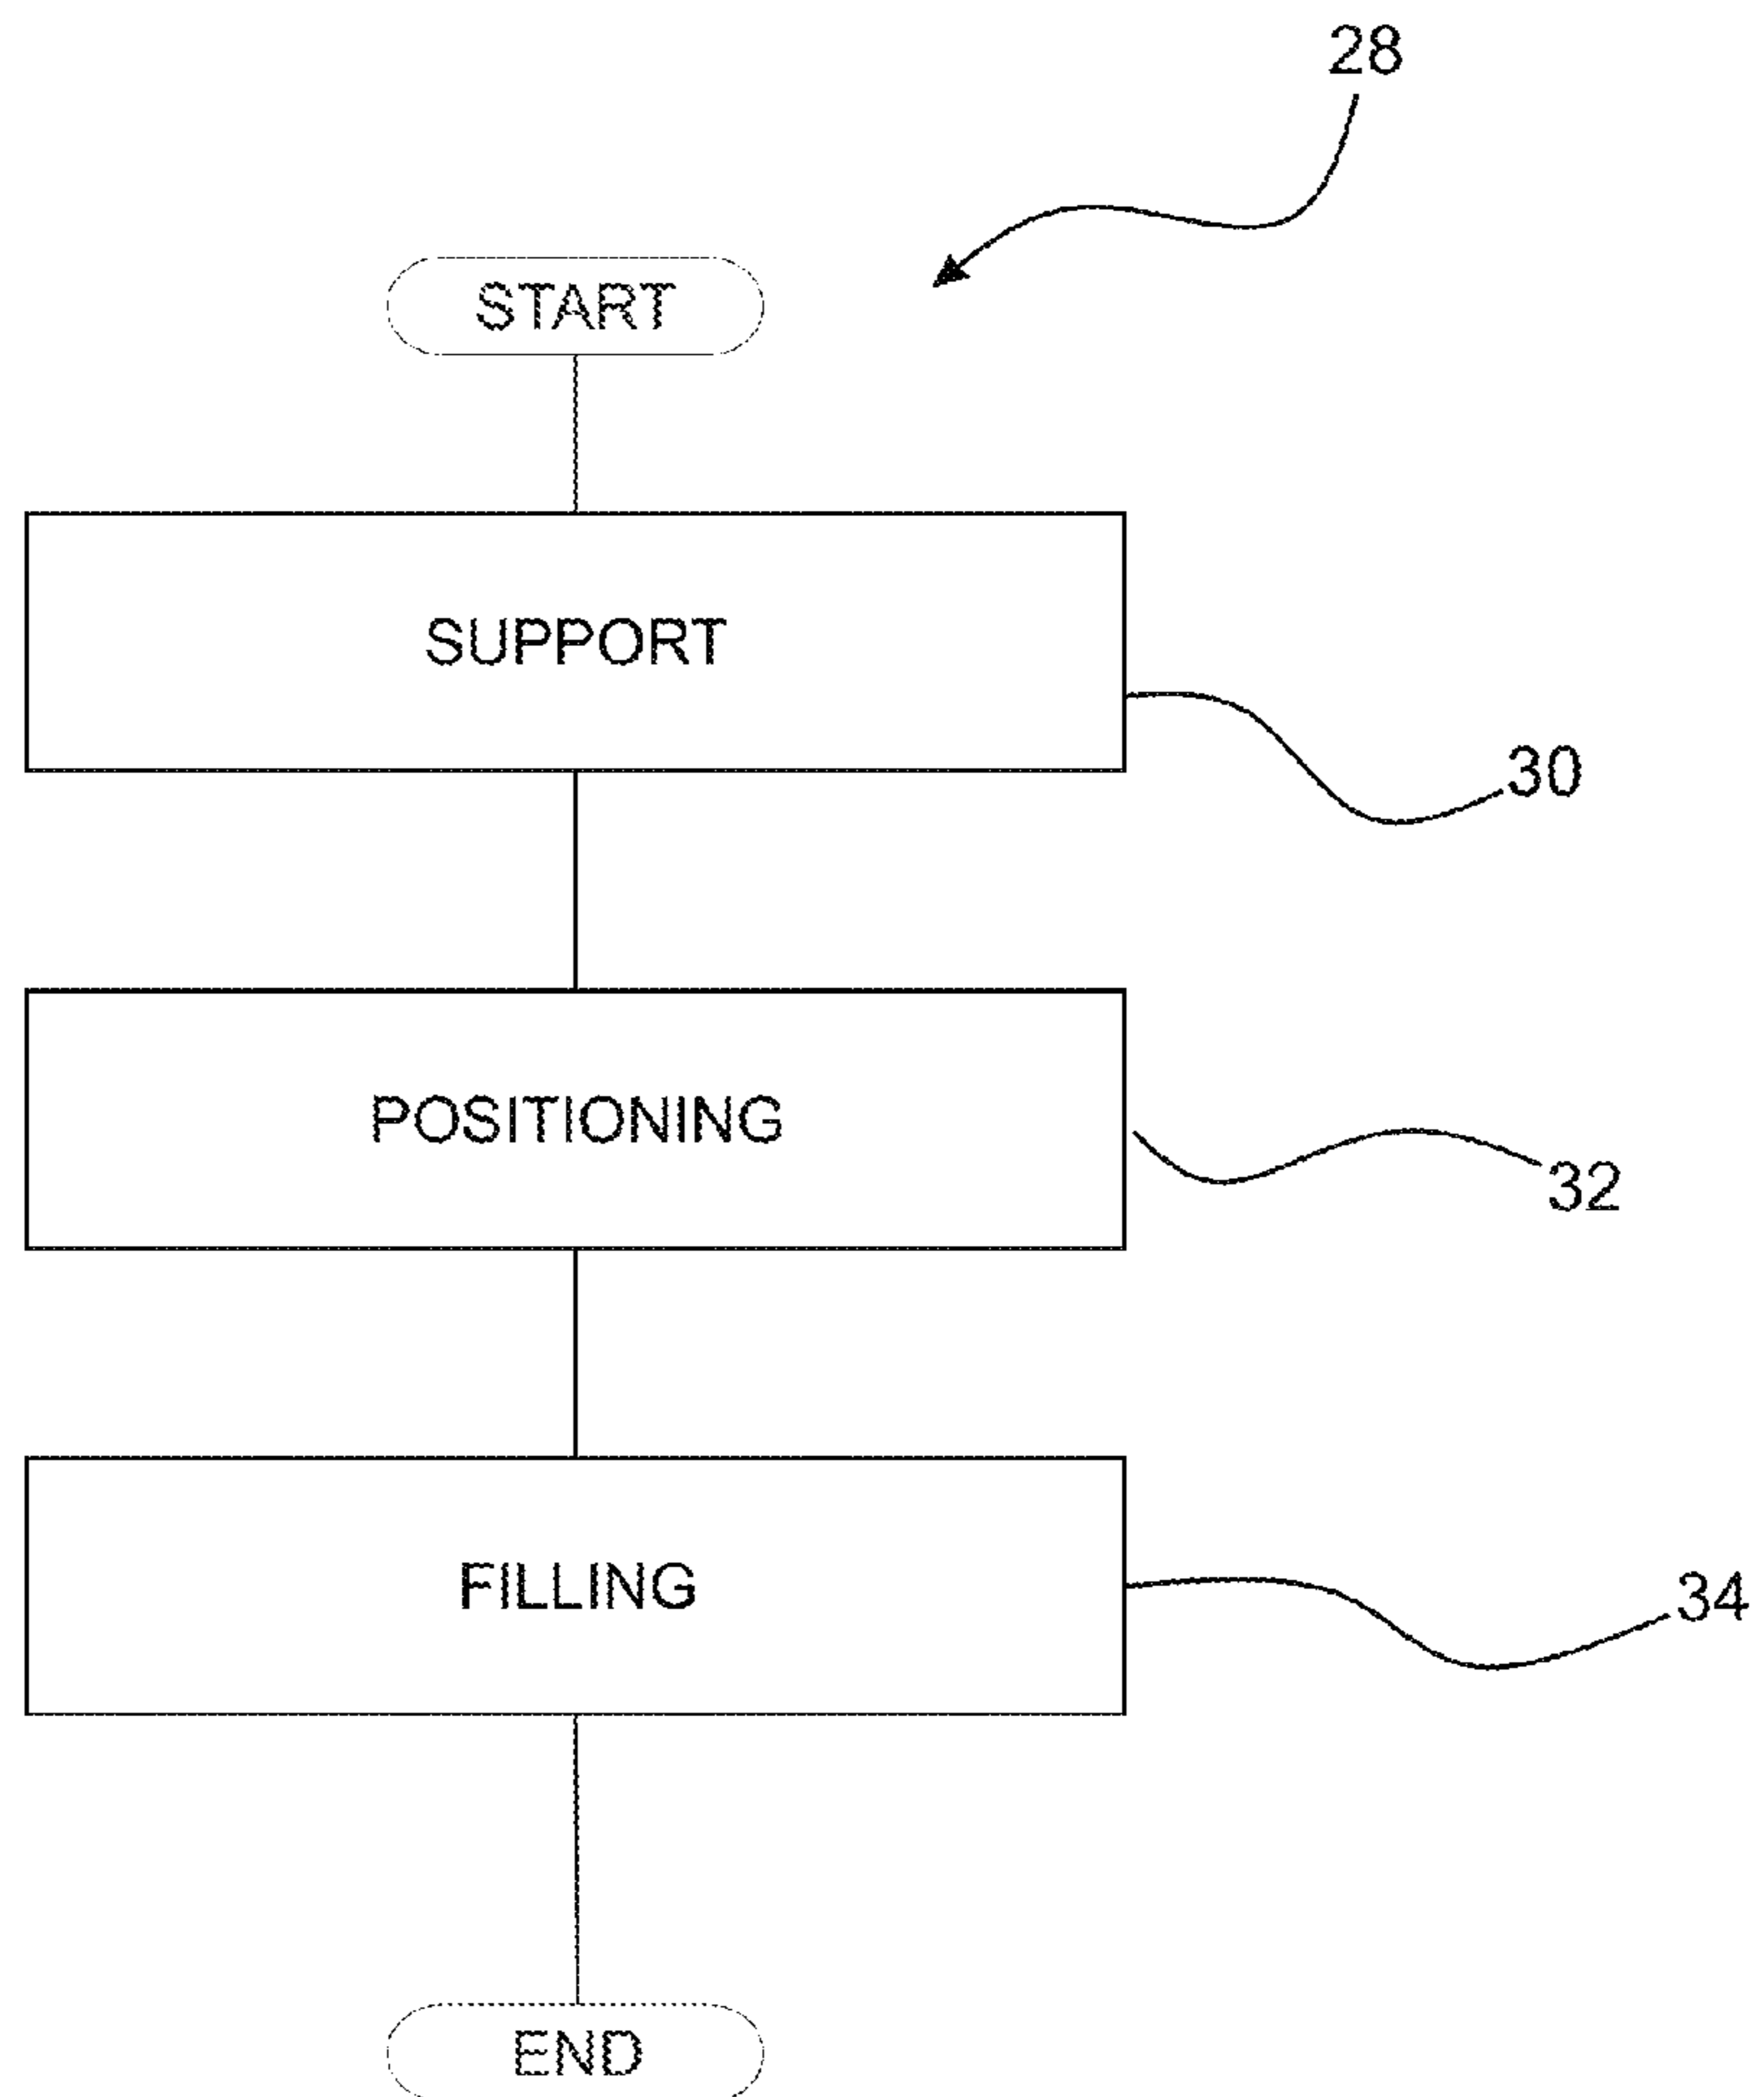 28
START
SUPPORT
30
POSITIONING
32
FILLING
34
END